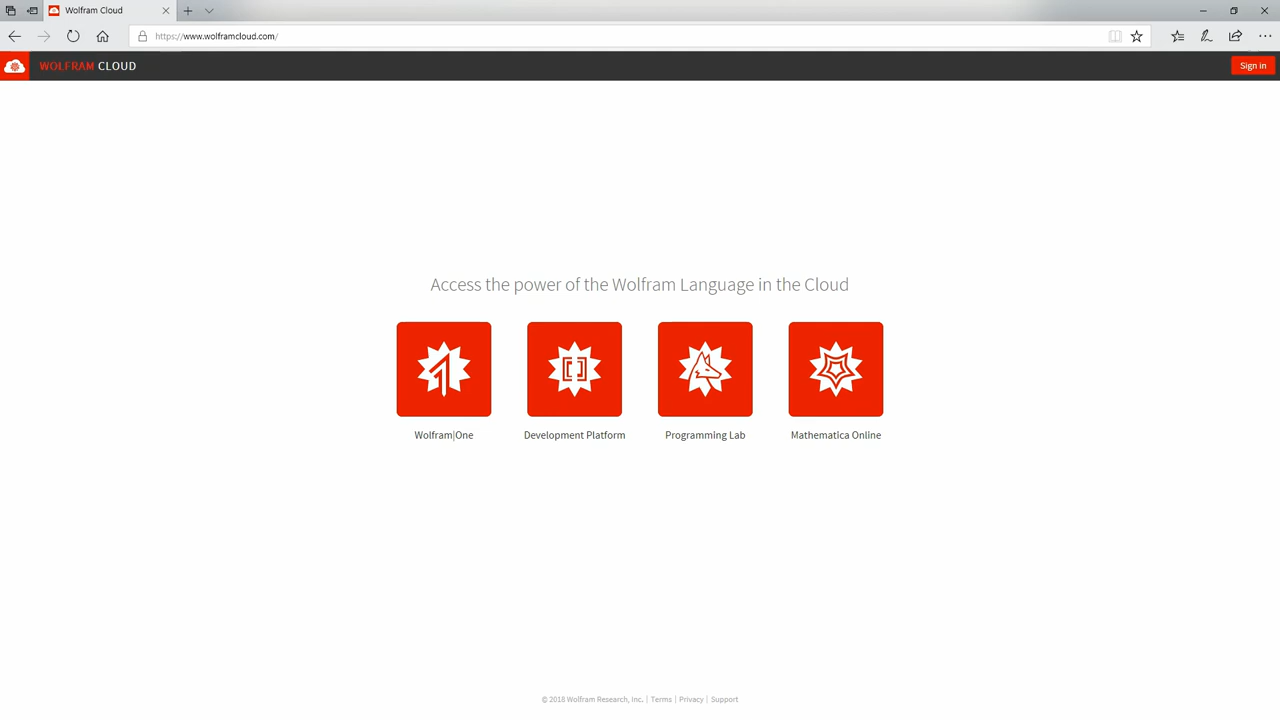 Wolfram Cloud
https://www.wolframcloud.com/
WOLFRAM CLOUD
Sign in
Access the power of the Wolfram Language in the Cloud
Wolfram|One
Development Platform
Programming Lab
Mathematica Online
© 2018 Wolfram Research, Inc. | Terms | Privacy | Support